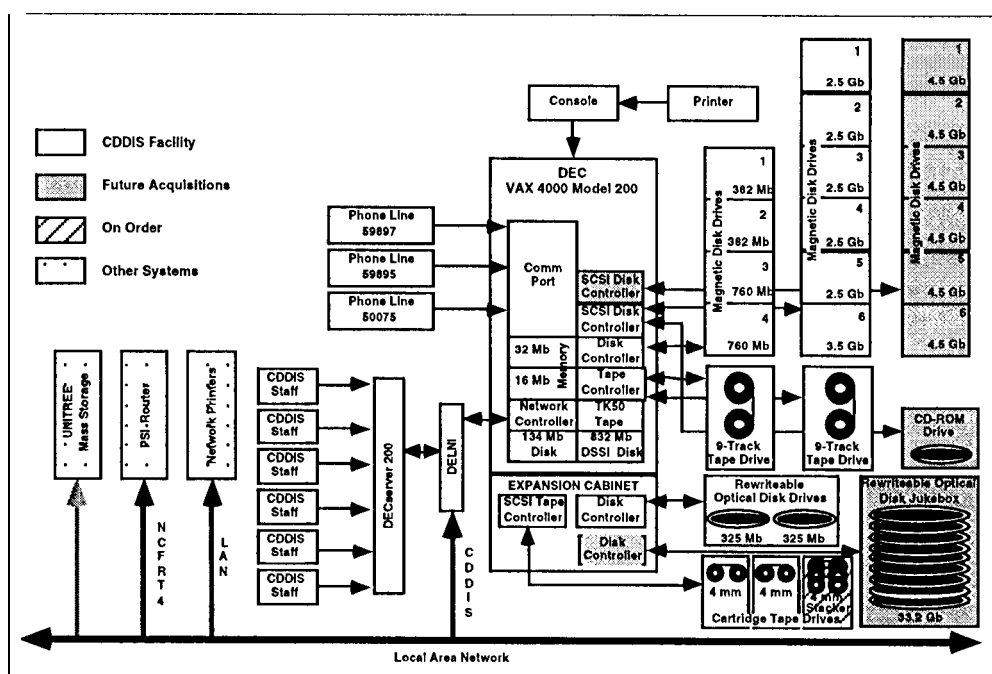 CDDIS Facility
Future Acquisitions
On Order
Other Systems
Console
Printer
DEC
VAX 4000 Model 200
Phone Line
59897
Phone Line
59895
Phone Line
50075
Comm
Port
SCSI Disk
Controller
SCSI Disk
Controller
32 Mb
16 Mb
Memory
Disk
Controller
Tape
Controller
Network
Controller
TK50
Tape
134 Mb
Disk
832 Mb
DSSI Disk
EXPANSION CABINET
SCSI Tape
Controller
Disk
Controller
Disk
Controller
Magnetic Disk Drives
1
362 Mb
2
362 Mb
3
760 Mb
4
760 Mb
Magnetic Disk Drives
1
2.5 Gb
2
2.5 Gb
3
2.5 Gb
4
2.5 Gb
5
2.5 Gb
6
3.5 Gb
Magnetic Disk Drives
1
4.5 Gb
2
4.5 Gb
3
4.5 Gb
4
4.5 Gb
5
4.5 Gb
6
4.5 Gb
9-Track
Tape Drive
9-Track
Tape Drive
CD-ROM
Drive
Rewriteable
Optical Disk Drives
325 Mb
325 Mb
Rewriteable Optical
Disk Jukebox
33.2 Gb
4 mm
4 mm
4 mm
Stacker
Cartridge Tape Drives
UNITREE
Mass Storage
PSI-Router
Network Printers
CDDIS
Staff
CDDIS
Staff
CDDIS
Staff
CDDIS
Staff
CDDIS
Staff
CDDIS
Staff
DECserver 200
DELNI
NCFRT4
LAN
CDDIS
Local Area Network